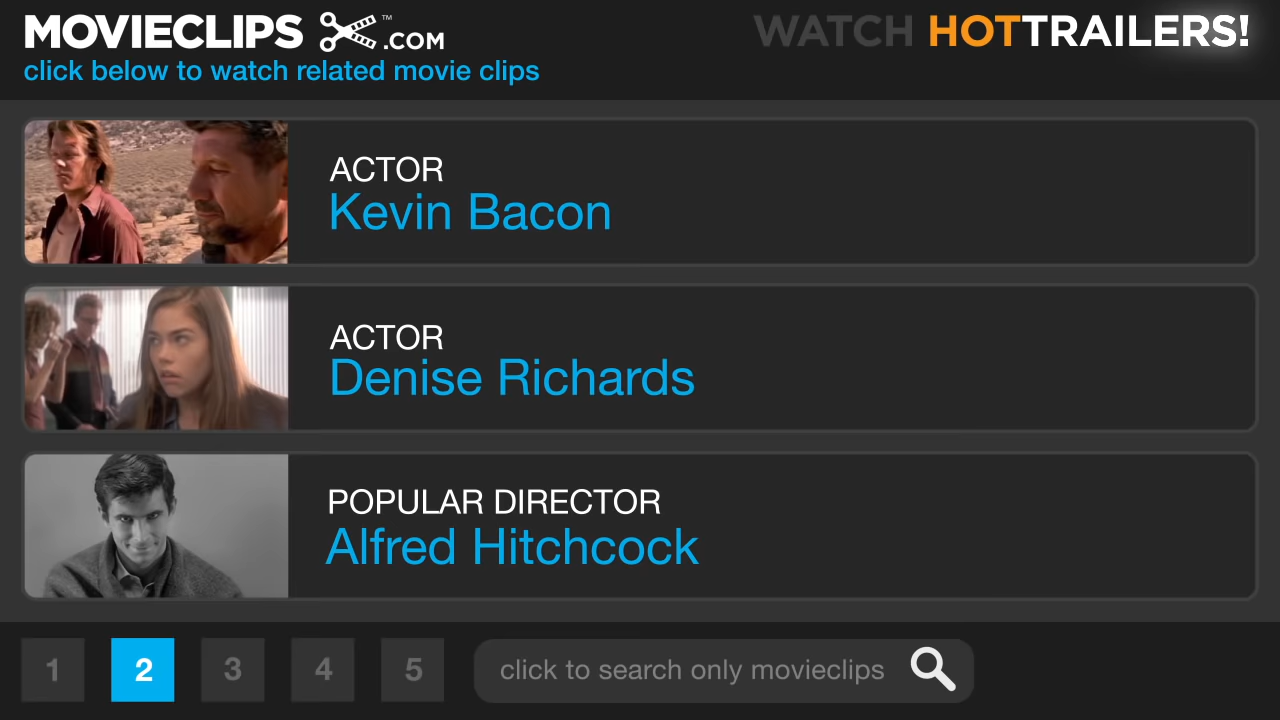 MOVIECLIPS™.COM
WATCH HOTTRAILERS!
click below to watch related movie clips
ACTOR
Kevin Bacon
ACTOR
Denise Richards
POPULAR DIRECTOR
Alfred Hitchcock
1 2 3 4 5 click to search only movieclips